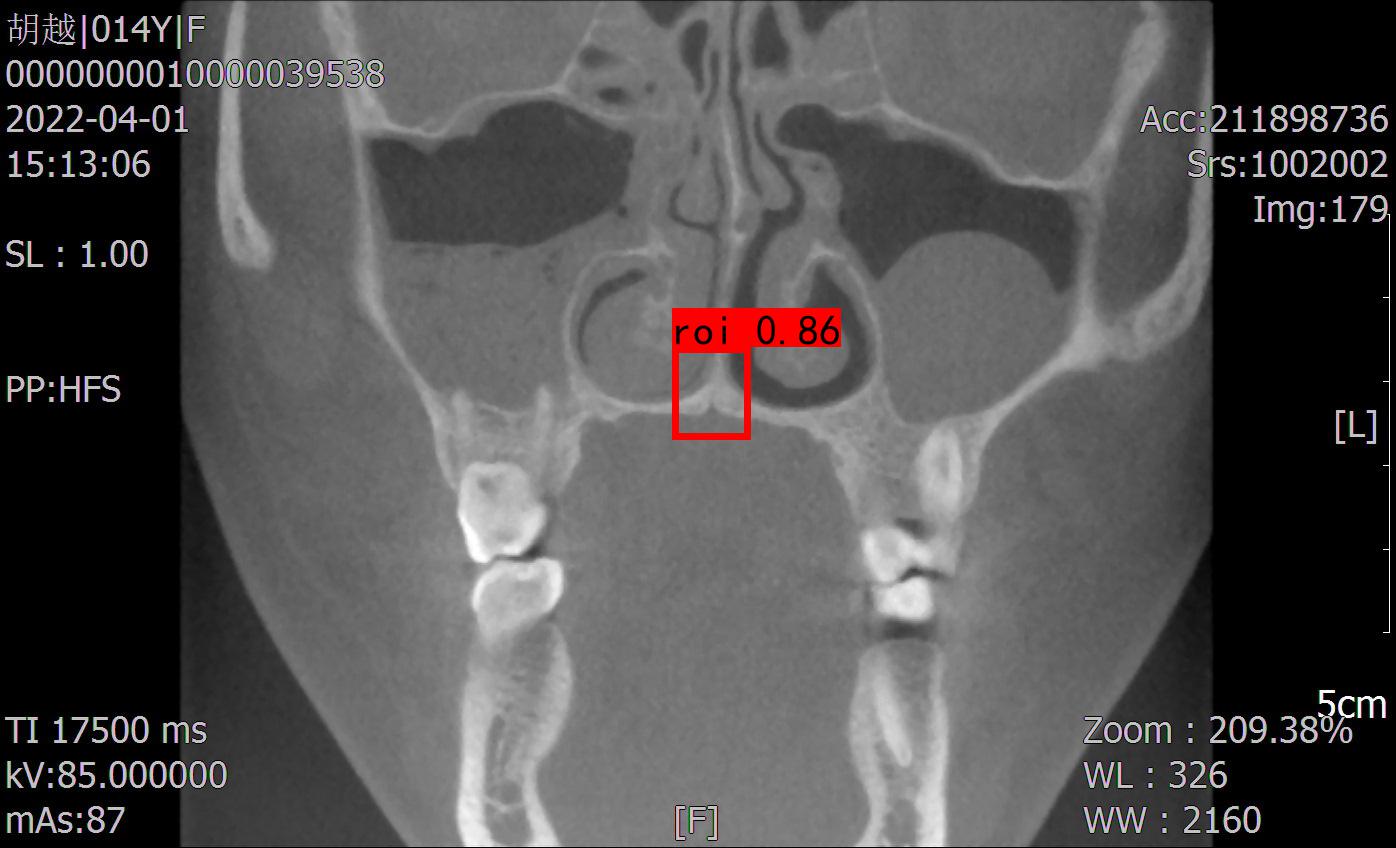 胡越|014Y|F
0000000010000039538
2022-04-01
15:13:06
SL : 1.00
PP:HFS
Acc:211898736
Srs:1002002
Img:179
roi 0.86
[L]
5cm
TI 17500 ms
kV:85.000000
mAs:87
[F]
Zoom : 209.38%
WL : 326
WW : 2160